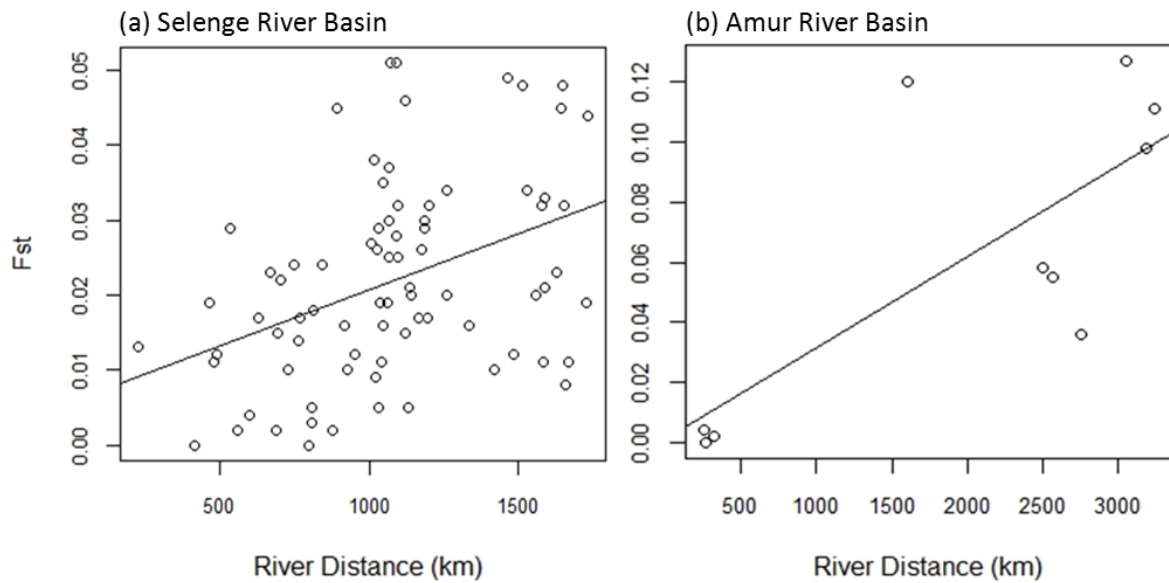 (a) Selenge River Basin
(b) Amur River Basin
Fst
0.05
0.04
0.03
0.02
0.01
0.00
500 1000 1500
River Distance (km)
0.12
0.10
0.08
0.06
0.04
0.02
0.00
500 1000 1500 2000 2500 3000
River Distance (km)